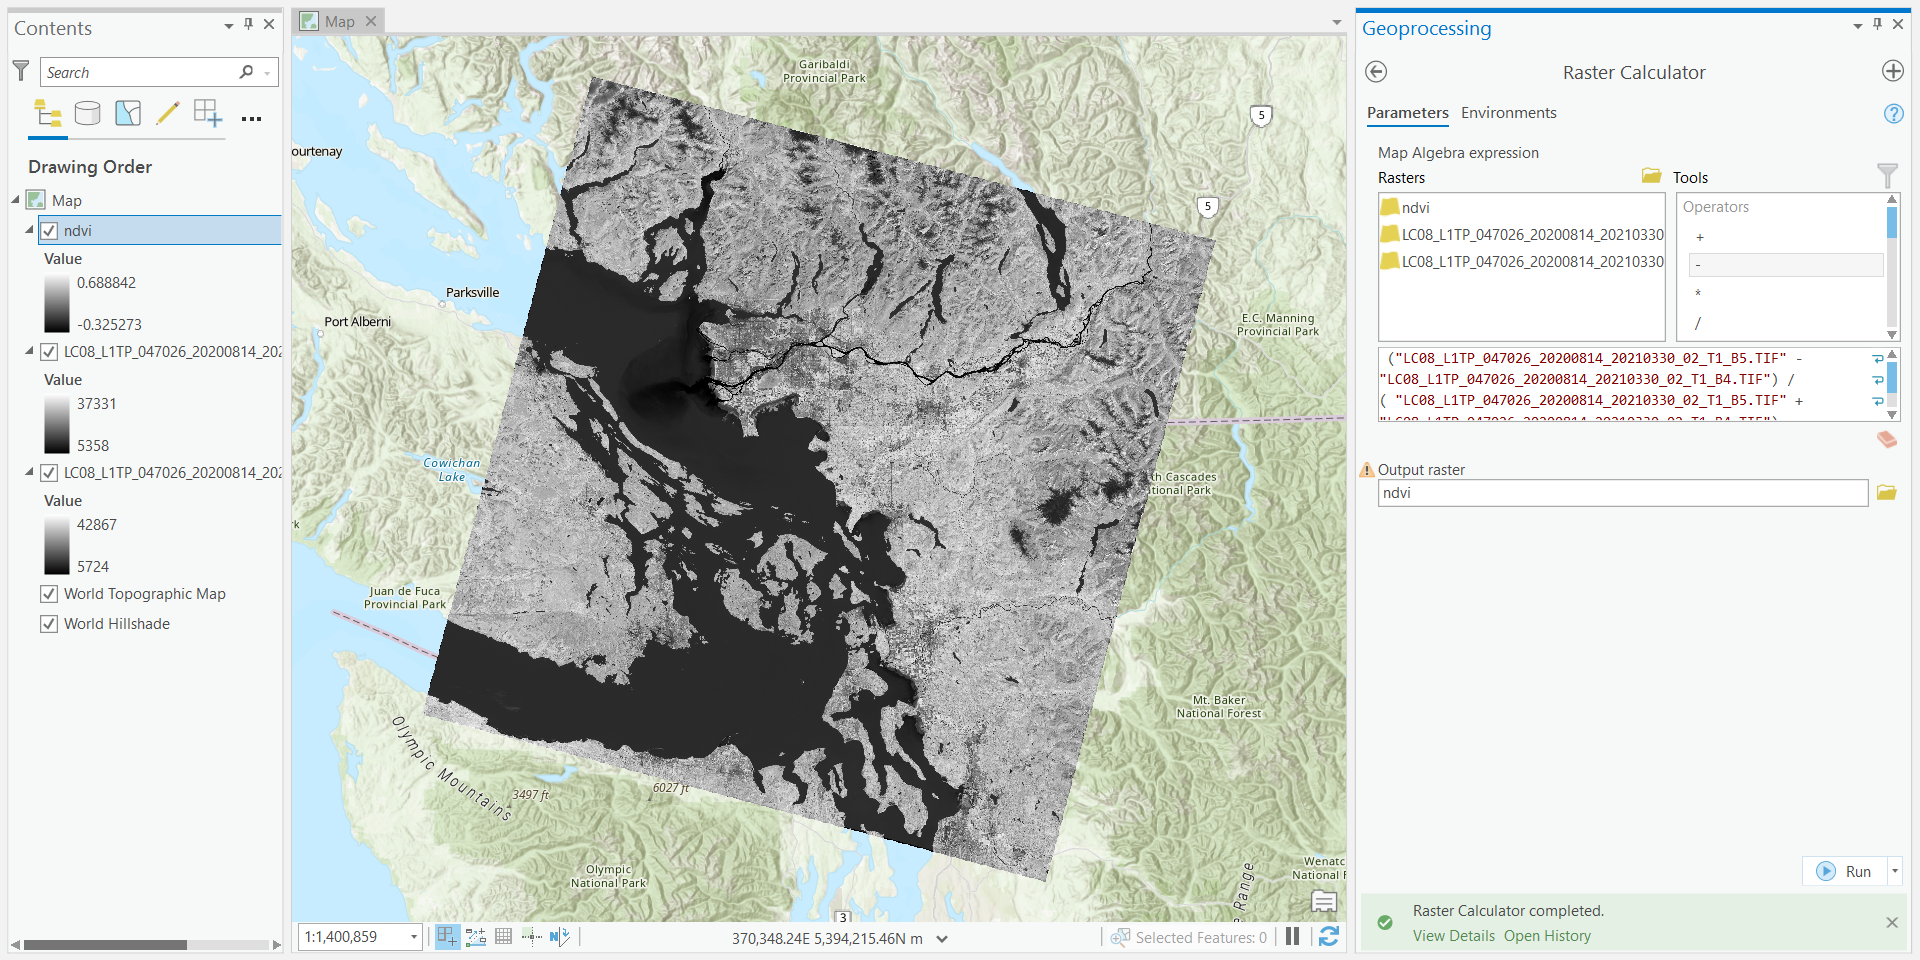 Contents
Search
Drawing Order
Map
ndvi
Value
0.688842
-0.325273
LC08_L1TP_047026_20200814_202
Value
37331
5358
LC08_L1TP_047026_20200814_202
Value
42867
5724
World Topographic Map
World Hillshade
Map
Garibaldi
Provincial Park
5
ourtenay
5
Parksville
Port Alberni
E.C. Manning
Provincial Park
Cowichan
Lake
th Cascades
tional Park
rk
Juan de Fuca
Provincial Park
Mt. Baker
National Forest
Olympic Mountains
3497 ft
6027 ft
Olympic
National Park
Wenatc
National F
e Range
3
1:1,400,859
370,348.24E 5,394,215.46N m
Selected Features: 0
Geoprocessing
Raster Calculator
Parameters Environments
Map Algebra expression
Rasters
Tools
ndvi
LC08_L1TP_047026_20200814_20210330
LC08_L1TP_047026_20200814_20210330
Operators
+
-
*
/
("LC08_L1TP_047026_20200814_20210330_02_T1_B5.TIF" -
"LC08_L1TP_047026_20200814_20210330_02_T1_B4.TIF") /
( "LC08_L1TP_047026_20200814_20210330_02_T1_B5.TIF" +
"LC08_L1TP_047026_20200814_20210330_02_T1_B4.TIF")
Output raster
ndvi
Run
Raster Calculator completed.
View Details Open History